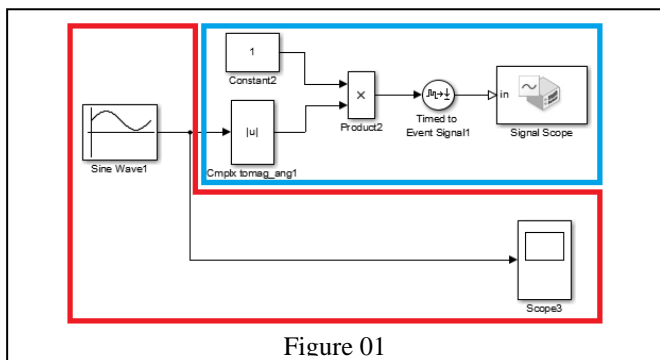 1
Constant2
|u|
Cmplx tomag_ang1
×
Product2
Timed to
Event Signal1
in
Signal Scope
Sine Wave1
Scope3
Figure 01